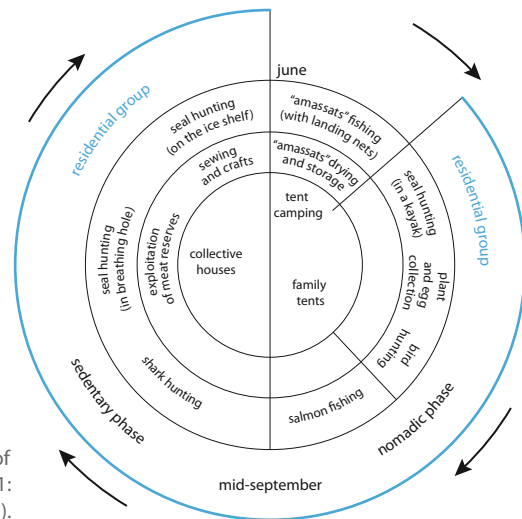 june
"amassats" fishing
(with landing nets)
"amassats" drying
and storage
tent
camping
residential group
seal hunting
(in a kayak)
plant
and egg
collection
bird
hunting
family
tents
nomadic phase
salmon fishing
mid-september
shark hunting
sedentary phase
seal hunting
(in breathing hole)
exploitation
of meat reserves
collective
houses
sewing
and crafts
seal hunting
(on the ice shelf)
residential group
of
1:
).